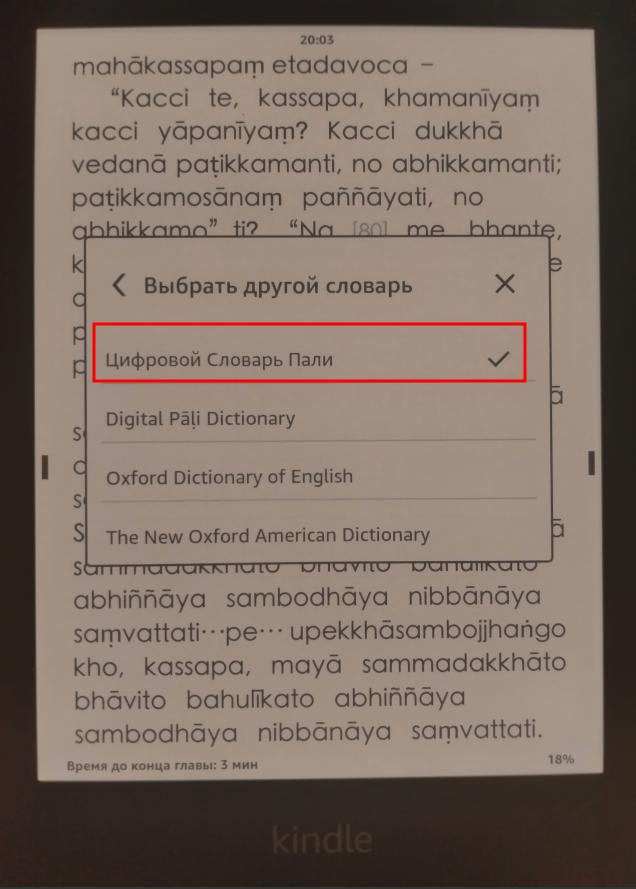 20:03
mahākassapaṃ etadavoca –
“Kacci te, kassapa, khamanīyaṃ
kacci yāpanīyaṃ? Kacci dukkhā
vedanā paṭikkamanti, no abhikkamanti;
paṭikkamosānaṃ paññāyati, no
abhikkamo” ti? “Na [80] me bhante,
Выбрать другой словарь
Цифровой Словарь Пали
Digital Pāḷi Dictionary
Oxford Dictionary of English
The New Oxford American Dictionary
sammadakkhāto bhāvito bahulīkato
abhiññāya sambodhāya nibbānāya
saṃvattati…pe… upekkhāsambojjhaṅgo
kho, kassapa, mayā sammadakkhāto
bhāvito bahulīkato abhiññāya
sambodhāya nibbānāya saṃvattati.
Время до конца главы: 3 мин
18%
kindle